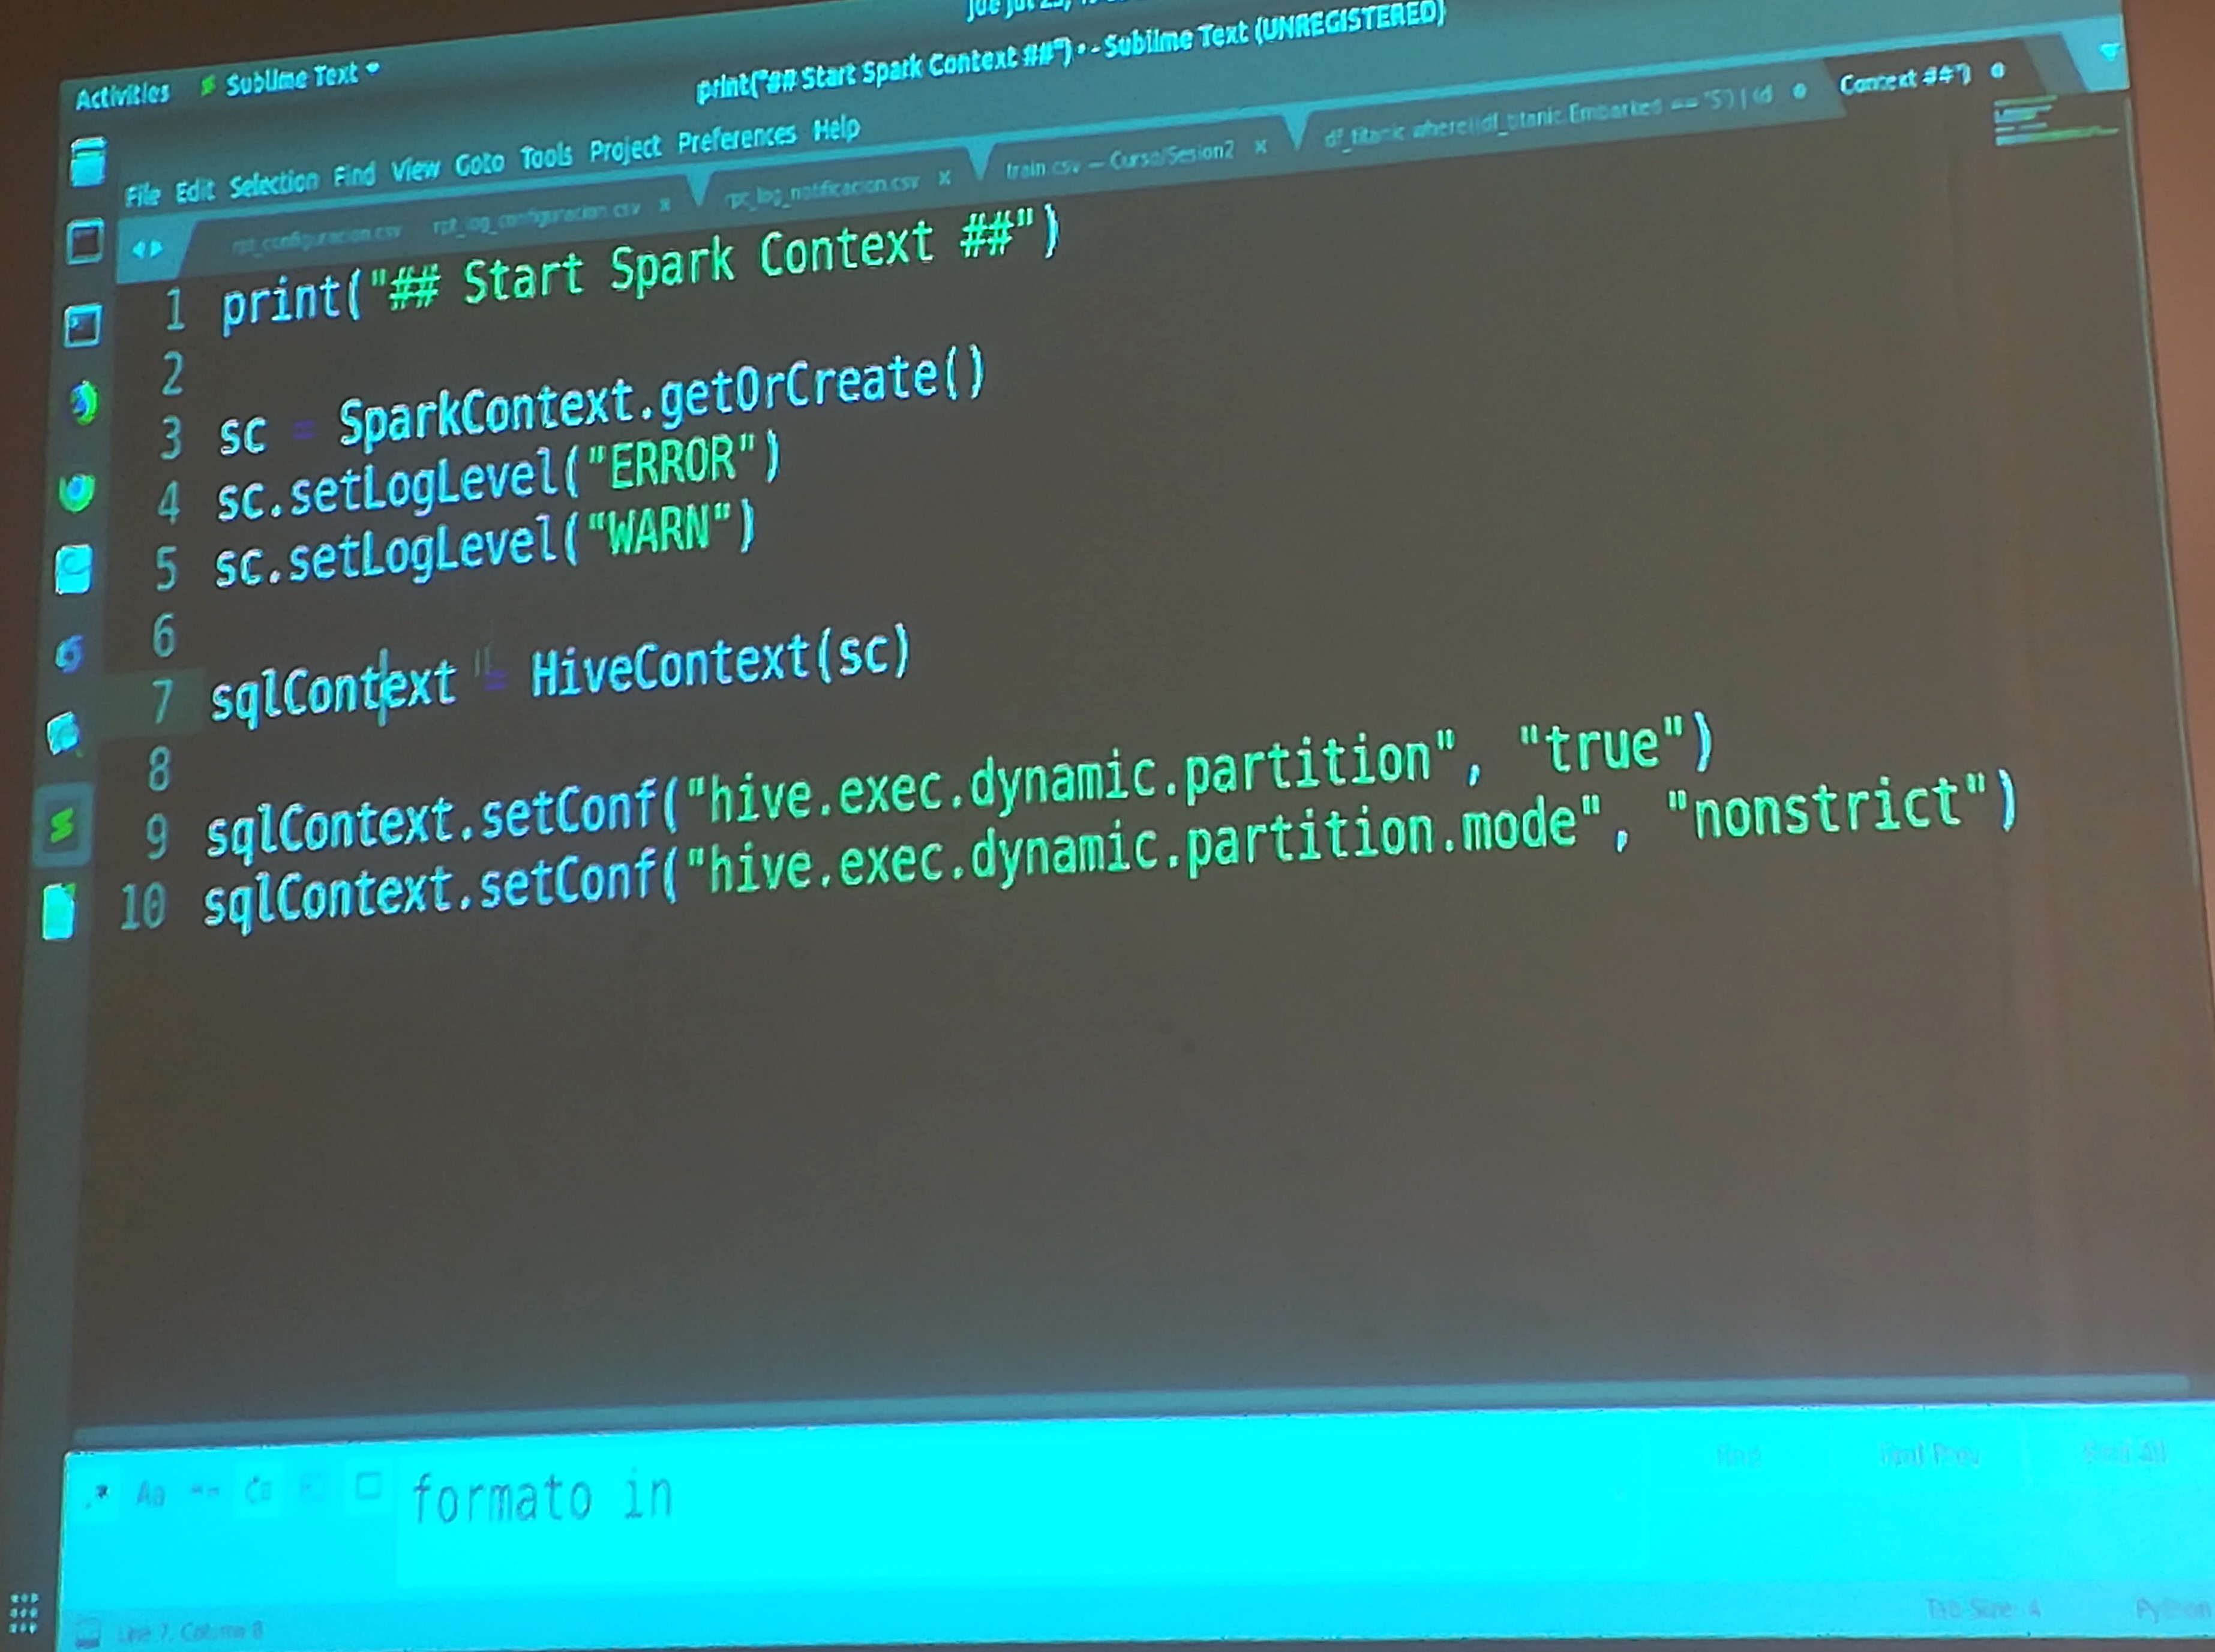 Activities Sublime Text
print("## Start Spark Context ##") • - Sublime Text (UNREGISTERED)
File Edit Selection Find View Goto Tools Project Preferences Help
rpt_configuracion.csv rpt_log_configuracion.csv x rpt_log_notificacion.csv x train.csv — Curso/Sesion2 x df_titanic.where((df_titanic.Embarked == 'S') | (d Context ##")
1 print("## Start Spark Context ##")
2
3 sc = SparkContext.getOrCreate()
4 sc.setLogLevel("ERROR")
5 sc.setLogLevel("WARN")
6
7 sqlContext = HiveContext(sc)
8
9 sqlContext.setConf("hive.exec.dynamic.partition", "true")
10 sqlContext.setConf("hive.exec.dynamic.partition.mode", "nonstrict")
.* Aa formato in Find Find Prev Find All
Line 7, Column 8 Tab Size: 4 Python